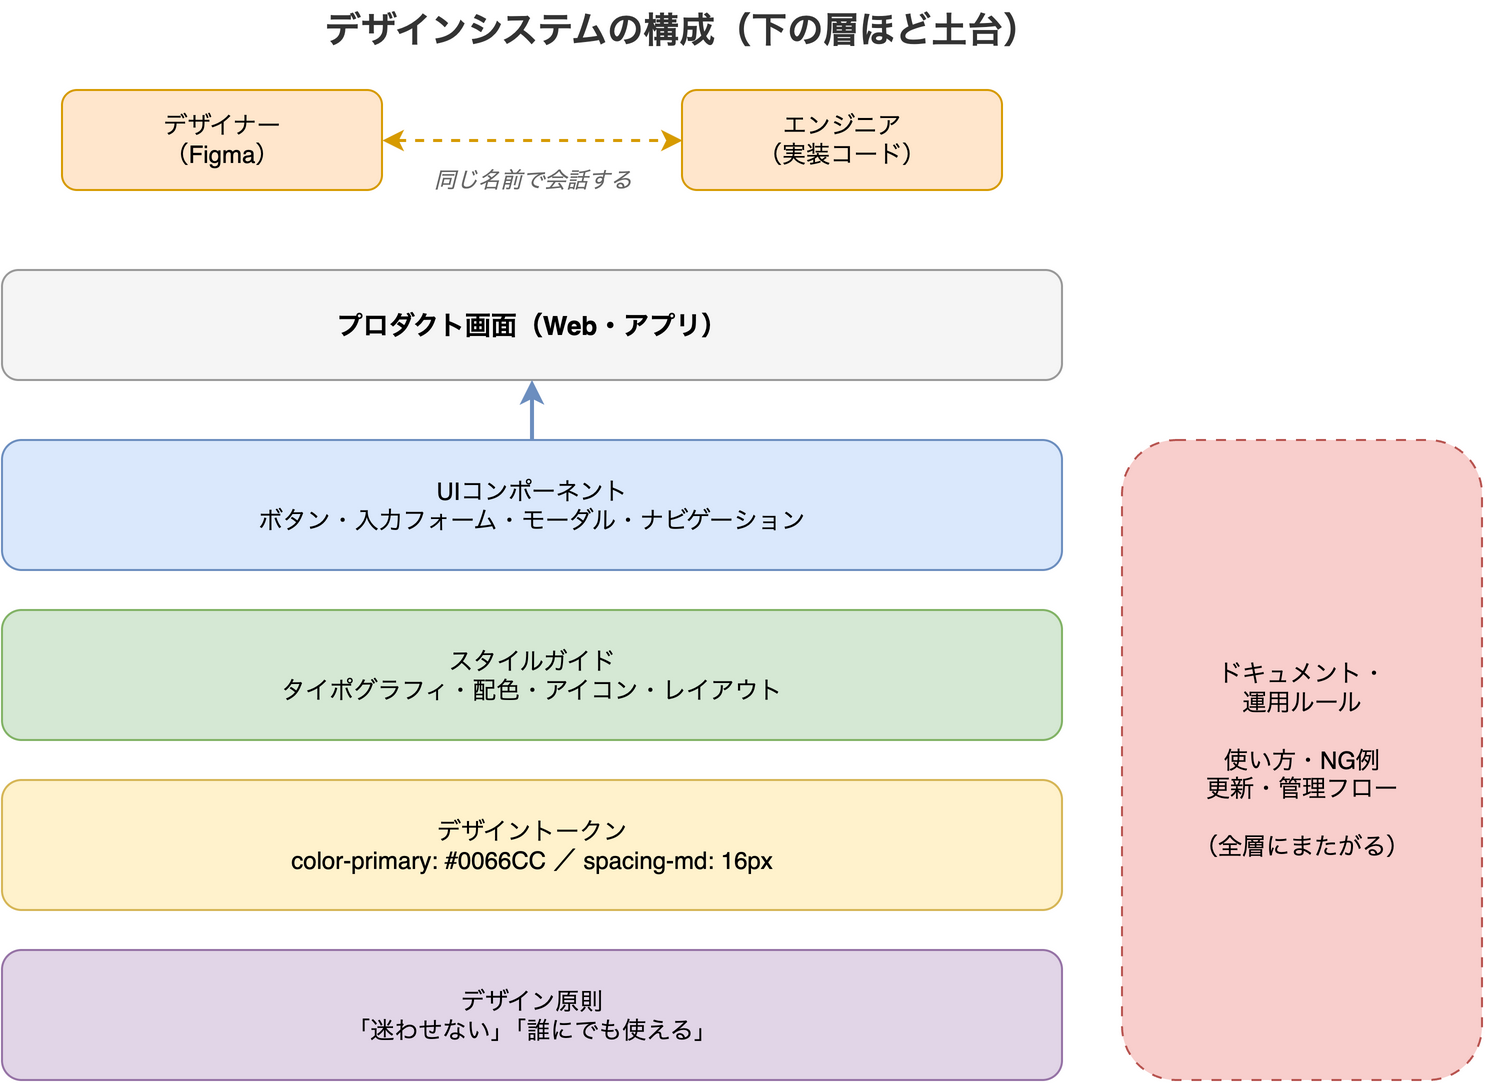 デザインシステムの構成（下の層ほど土台）
デザイナー
（Figma）
エンジニア
（実装コード）
同じ名前で会話する
プロダクト画面（Web・アプリ）
UIコンポーネント
ボタン・入力フォーム・モーダル・ナビゲーション
スタイルガイド
タイポグラフィ・配色・アイコン・レイアウト
デザイントークン
color-primary: #0066CC ／ spacing-md: 16px
デザイン原則
「迷わせない」「誰にでも使える」
ドキュメント・
運用ルール
使い方・NG例
更新・管理フロー
（全層にまたがる）